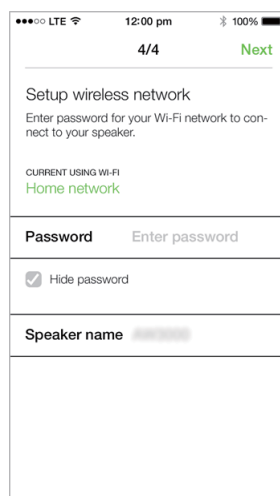 LTE 12:00 pm 100%
4/4 Next
Setup wireless network
Enter password for your Wi-Fi network to con-
nect to your speaker.
CURRENT USING WI-FI
Home network
Password Enter password
Hide password
Speaker name